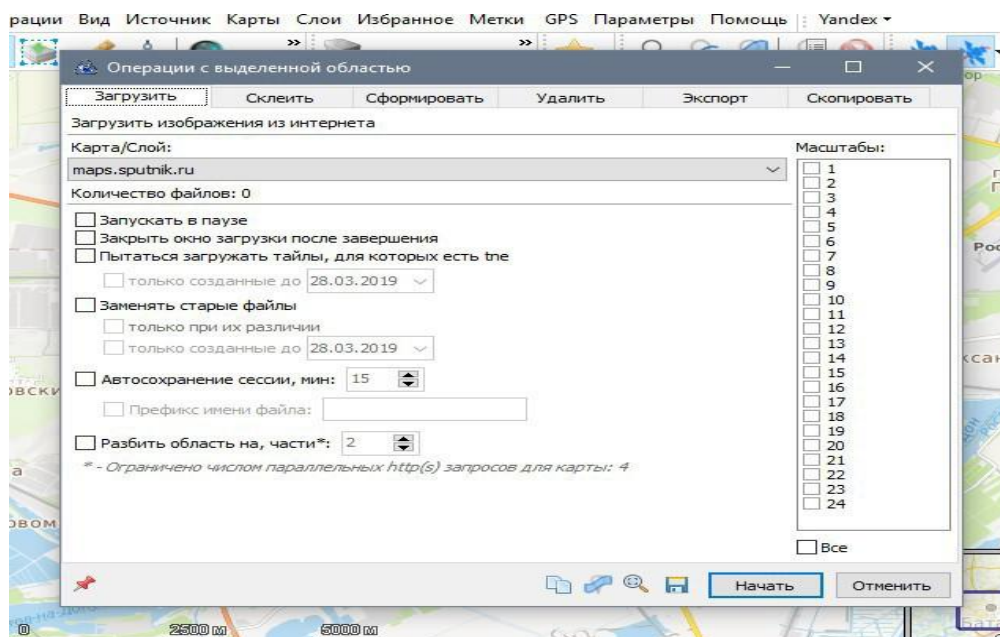 рации Вид Источник Карты Слои Избранное Метки GPS Параметры Помощь Yandex
» »
Операции с выделенной областью
Загрузить Склеить Сформировать Удалить Экспорт Скопировать
Загрузить изображения из интернета
Карта/Слой: Масштабы:
maps.sputnik.ru
Количество файлов: 0
Запускать в паузе
Закрыть окно загрузки после завершения
Пытаться загружать тайлы, для которых есть tne
только созданные до 28.03.2019
Заменять старые файлы
только при их различии
только созданные до 28.03.2019
Автосохранение сессии, мин: 15
Префикс имени файла:
Разбить область на, части*: 2
* - Ограничено числом параллельных http(s) запросов для карты: 4
1
2
3
4
5
6
7
8
9
10
11
12
13
14
15
16
17
18
19
20
21
22
23
24
Все
Начать Отменить
ор
Рос
ксан
овски
а
овом
Бата
0 2500 м 5000 м